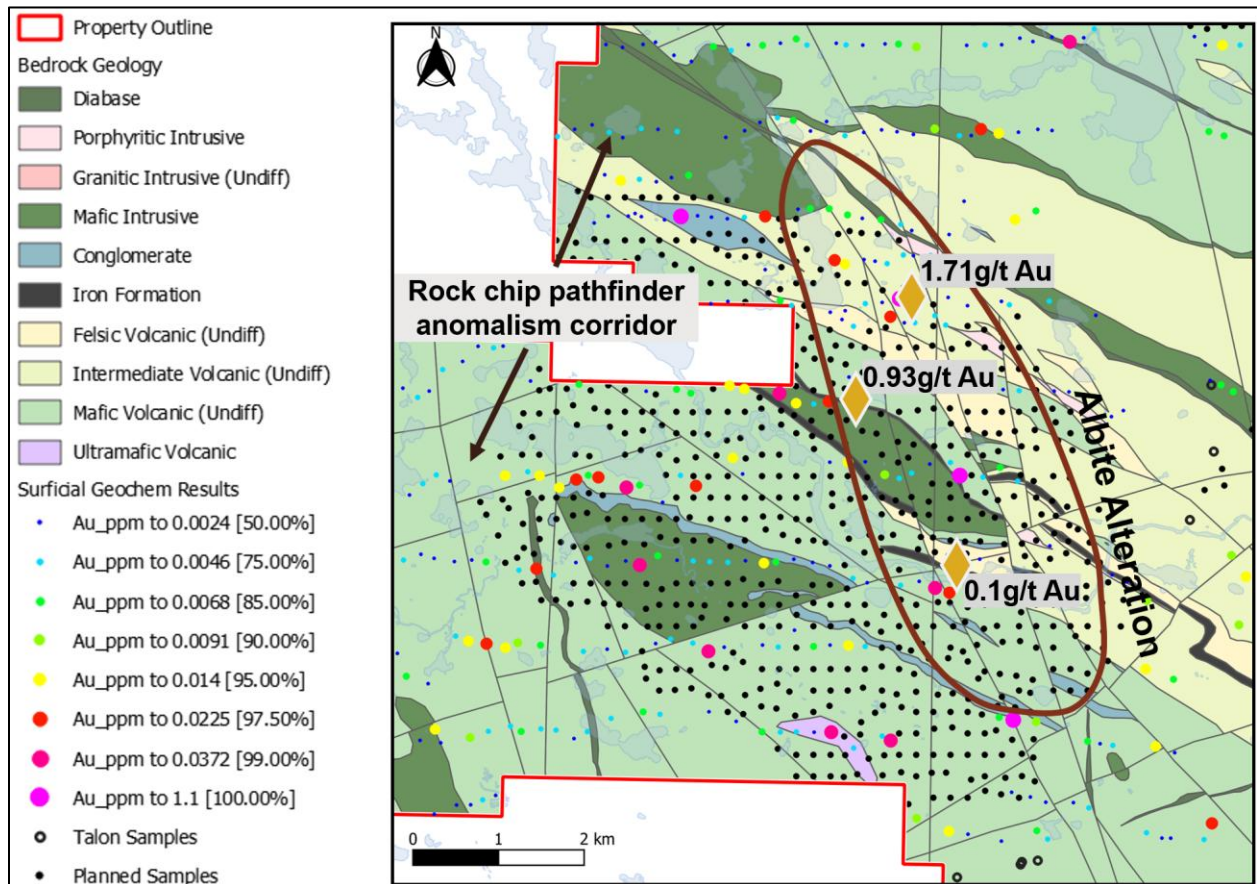 Property Outline
Bedrock Geology
Diabase
Porphyritic Intrusive
Granitic Intrusive (Undiff)
Mafic Intrusive
Conglomerate
Iron Formation
Felsic Volcanic (Undiff)
Intermediate Volcanic (Undiff)
Mafic Volcanic (Undiff)
Ultramafic Volcanic
Surficial Geochem Results
Au_ppm to 0.0024 [50.00%]
Au_ppm to 0.0046 [75.00%]
Au_ppm to 0.0068 [85.00%]
Au_ppm to 0.0091 [90.00%]
Au_ppm to 0.014 [95.00%]
Au_ppm to 0.0225 [97.50%]
Au_ppm to 0.0372 [99.00%]
Au_ppm to 1.1 [100.00%]
Talon Samples
Planned Samples
N
1.71g/t Au
Rock chip pathfinder
anomalism corridor
0.93g/t Au
Albite Alteration
0.1g/t Au
0 1 2 km